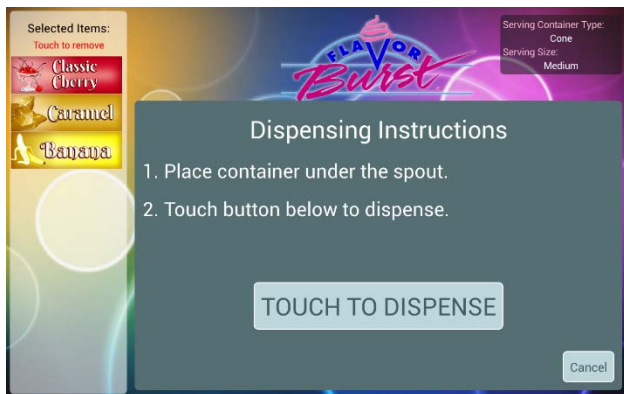 Selected Items:
Touch to remove
Classic
Cherry
Caramel
Banana
FLAVOR
BURST
Serving Container Type:
Cone
Serving Size:
Medium
Dispensing Instructions
1. Place container under the spout.
2. Touch button below to dispense.
TOUCH TO DISPENSE
Cancel